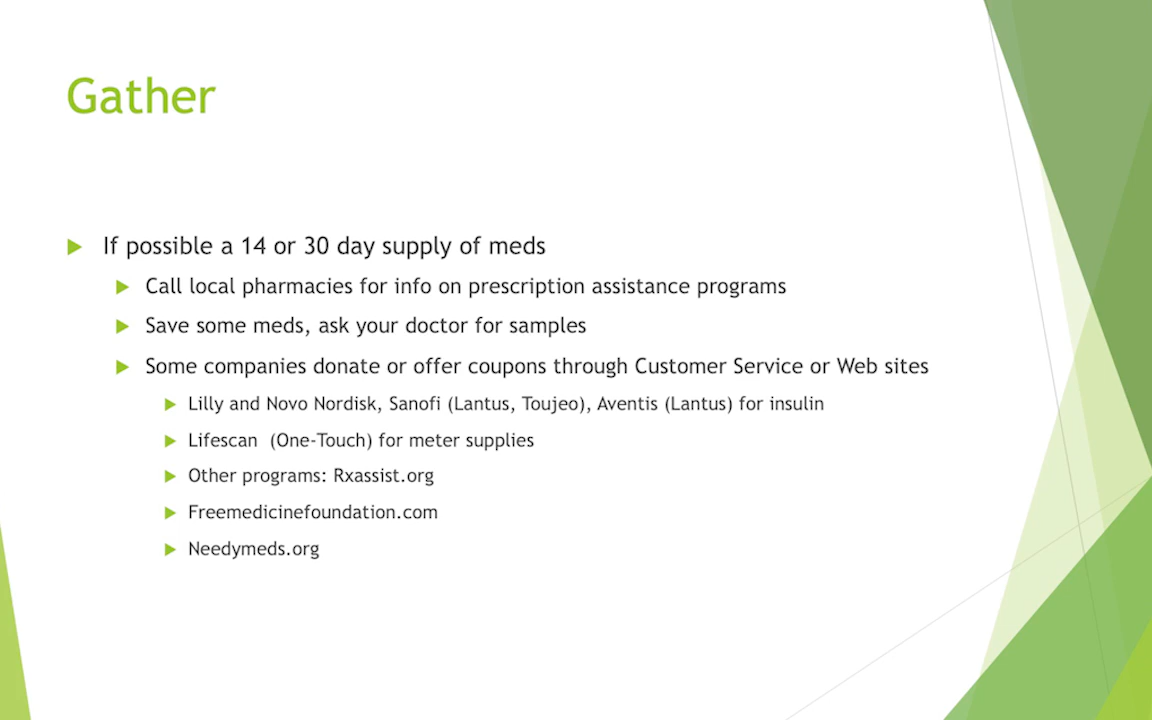 Gather
If possible a 14 or 30 day supply of meds
Call local pharmacies for info on prescription assistance programs
Save some meds, ask your doctor for samples
Some companies donate or offer coupons through Customer Service or Web sites
Lilly and Novo Nordisk, Sanofi (Lantus, Toujeo), Aventis (Lantus) for insulin
Lifescan  (One-Touch) for meter supplies
Other programs: Rxassist.org
Freemedicinefoundation.com
Needymeds.org